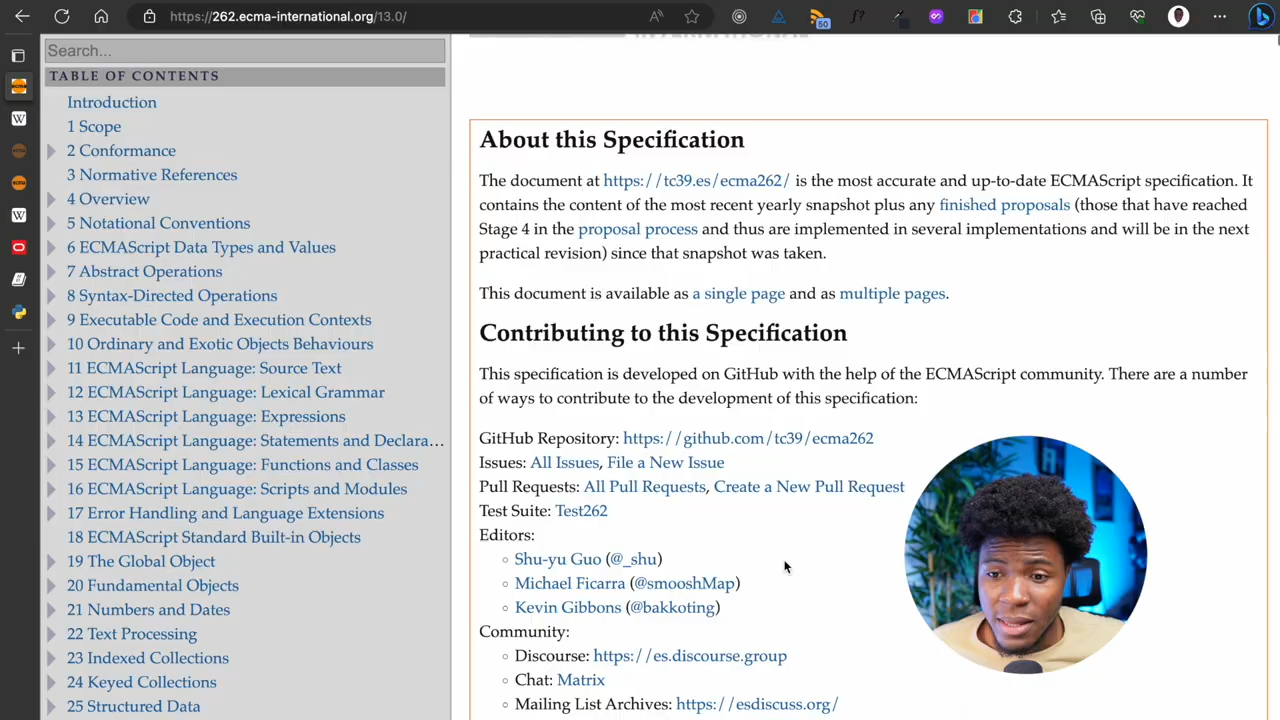 https://262.ecma-international.org/13.0/
50
f?
Search...
TABLE OF CONTENTS
Introduction
1 Scope
2 Conformance
3 Normative References
4 Overview
5 Notational Conventions
6 ECMAScript Data Types and Values
7 Abstract Operations
8 Syntax-Directed Operations
9 Executable Code and Execution Contexts
10 Ordinary and Exotic Objects Behaviours
11 ECMAScript Language: Source Text
12 ECMAScript Language: Lexical Grammar
13 ECMAScript Language: Expressions
14 ECMAScript Language: Statements and Declara…
15 ECMAScript Language: Functions and Classes
16 ECMAScript Language: Scripts and Modules
17 Error Handling and Language Extensions
18 ECMAScript Standard Built-in Objects
19 The Global Object
20 Fundamental Objects
21 Numbers and Dates
22 Text Processing
23 Indexed Collections
24 Keyed Collections
25 Structured Data
About this Specification
The document at https://tc39.es/ecma262/ is the most accurate and up-to-date ECMAScript specification. It
contains the content of the most recent yearly snapshot plus any finished proposals (those that have reached
Stage 4 in the proposal process and thus are implemented in several implementations and will be in the next
practical revision) since that snapshot was taken.
This document is available as a single page and as multiple pages.
Contributing to this Specification
This specification is developed on GitHub with the help of the ECMAScript community. There are a number
of ways to contribute to the development of this specification:
GitHub Repository: https://github.com/tc39/ecma262
Issues: All Issues, File a New Issue
Pull Requests: All Pull Requests, Create a New Pull Request
Test Suite: Test262
Editors:
Shu-yu Guo (@_shu)
Michael Ficarra (@smooshMap)
Kevin Gibbons (@bakkoting)
Community:
Discourse: https://es.discourse.group
Chat: Matrix
Mailing List Archives: https://esdiscuss.org/